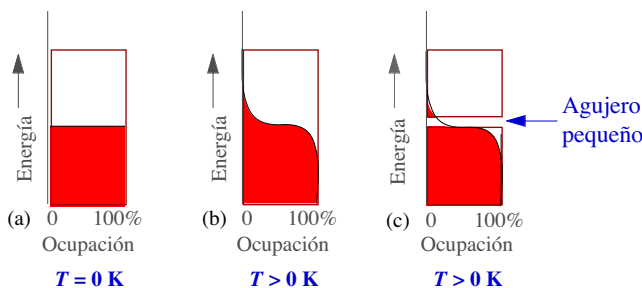 Energía
(a)
0
100%
Ocupación
T = 0 K
Energía
(b)
0
100%
Ocupación
T > 0 K
Energía
(c)
0
100%
Ocupación
T > 0 K
Agujero
pequeño